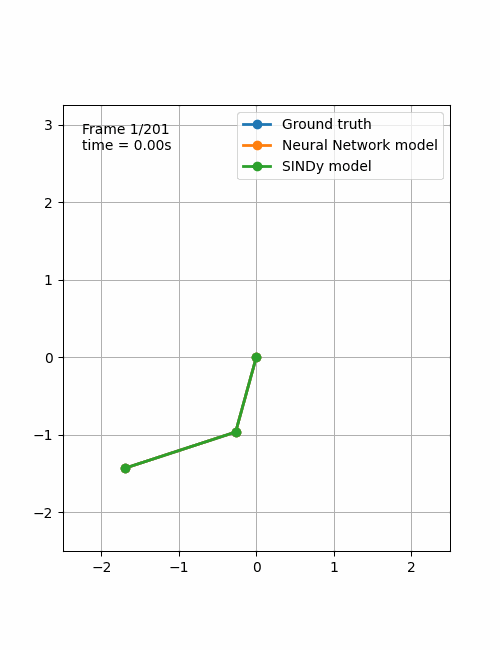 Frame 1/201
time = 0.00s
Ground truth
Neural Network model
SINDy model
3
2
1
0
−1
−2
−2
−1
0
1
2